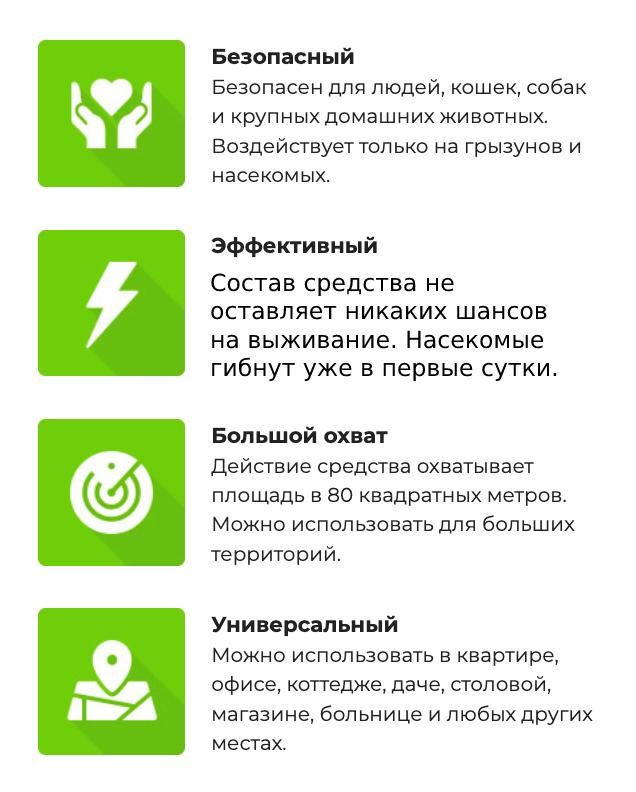 Безопасный
Безопасен для людей, кошек, собак
и крупных домашних животных.
Воздействует только на грызунов и
насекомых.
Эффективный
Состав средства не
оставляет никаких шансов
на выживание. Насекомые
гибнут уже в первые сутки.
Большой охват
Действие средства охватывает
площадь в 80 квадратных метров.
Можно использовать для больших
территорий.
Универсальный
Можно использовать в квартире,
офисе, коттедже, даче, столовой,
магазине, больнице и любых других
местах.